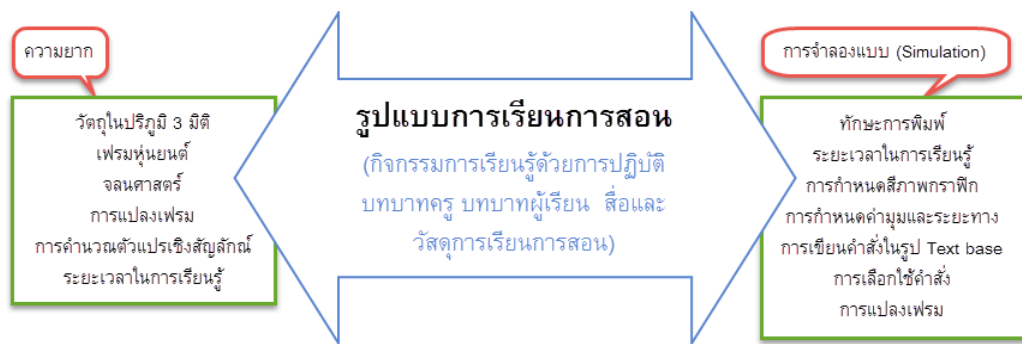 ความยาก
วัตถุในปริภูมิ 3 มิติ
เฟรมหุ่นยนต์
จลนศาสตร์
การแปลงเฟรม
การคำนวณตัวแปรเชิงสัญลักณ์
ระยะเวลาในการเรียนรู้
รูปแบบการเรียนการสอน
(กิจกรรมการเรียนรู้ด้วยการปฏิบัติ
บทบาทครู บทบาทผู้เรียน สื่อและ
วัสดุการเรียนการสอน)
การจำลองแบบ (Simulation)
ทักษะการพิมพ์
ระยะเวลาในการเรียนรู้
การกำหนดสีภาพกราฟิก
การกำหนดค่ามุมและระยะทาง
การเขียนคำสั่งในรูป Text base
การเลือกใช้คำสั่ง
การแปลงเฟรม